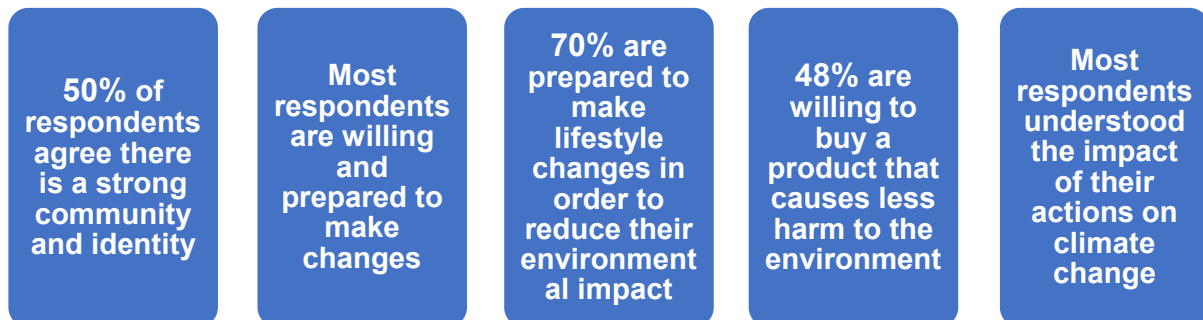 50% of
respondents
agree there
is a strong
community
and identity
Most
respondents
are willing
and
prepared to
make
changes
70% are
prepared to
make
lifestyle
changes in
order to
reduce their
environment
al impact
48% are
willing to
buy a
product that
causes less
harm to the
environment
Most
respondents
understood
the impact
of their
actions on
climate
change